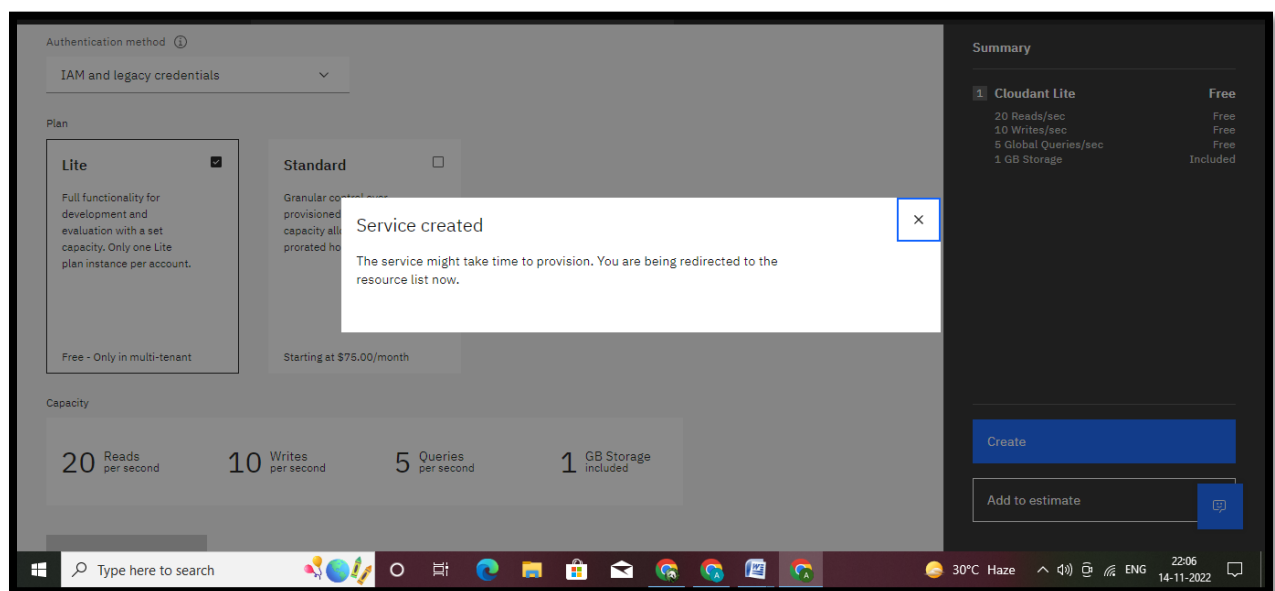 Authentication method
IAM and legacy credentials
Plan
Lite
Full functionality for
development and
evaluation with a set
capacity. Only one Lite
plan instance per account.
Free - Only in multi-tenant
Standard
Granular
provisioned
capacity
prorated
Starting at $75.00/month
Service created
The service might take time to provision. You are being redirected to the
resource list now.
Capacity
20 Reads
per second
10 Writes
per second
5 Queries
per second
1 GB Storage
included
Summary
1 Cloudant Lite Free
20 Reads/sec Free
10 Writes/sec Free
5 Global Queries/sec Free
1 GB Storage Included
Create
Add to estimate
Type here to search
30°C Haze
ENG
22:06
14-11-2022